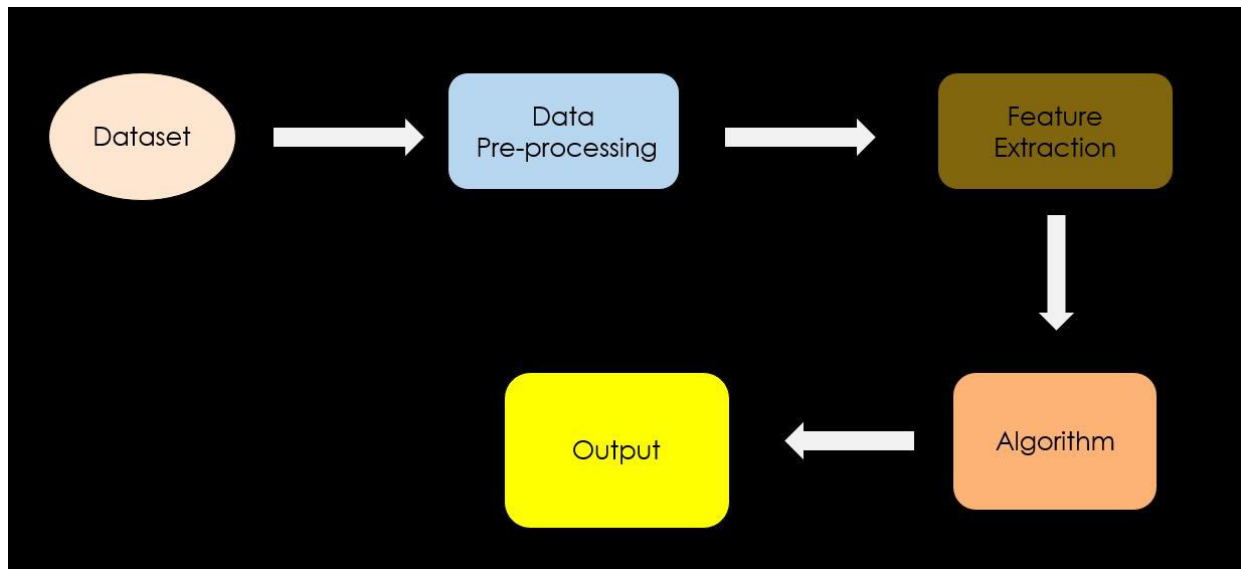 Dataset
Data
Pre-processing
Feature
Extraction
Algorithm
Output